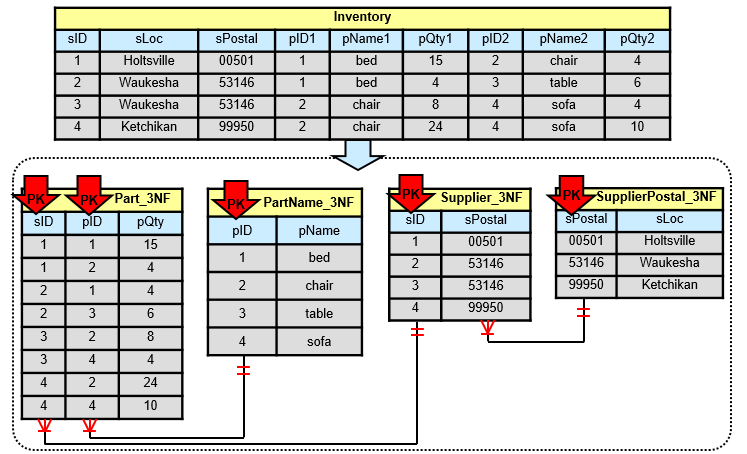 Inventory
sID sLoc sPostal pID1 pName1 pQty1 pID2 pName2 pQty2
1 Holtsville 00501 1 bed 15 2 chair 4
2 Waukesha 53146 1 bed 4 3 table 6
3 Waukesha 53146 2 chair 8 4 sofa 4
4 Ketchikan 99950 2 chair 24 4 sofa 10
PK PK Part_3NF
sID pID pQty
1 1 15
1 2 4
2 1 4
2 3 6
3 2 8
3 4 4
4 2 24
4 4 10
PK PartName_3NF
pID pName
1 bed
2 chair
3 table
4 sofa
PK Supplier_3NF
sID sPostal
1 00501
2 53146
3 53146
4 99950
PK SupplierPostal_3NF
sPostal sLoc
00501 Holtsville
53146 Waukesha
99950 Ketchikan